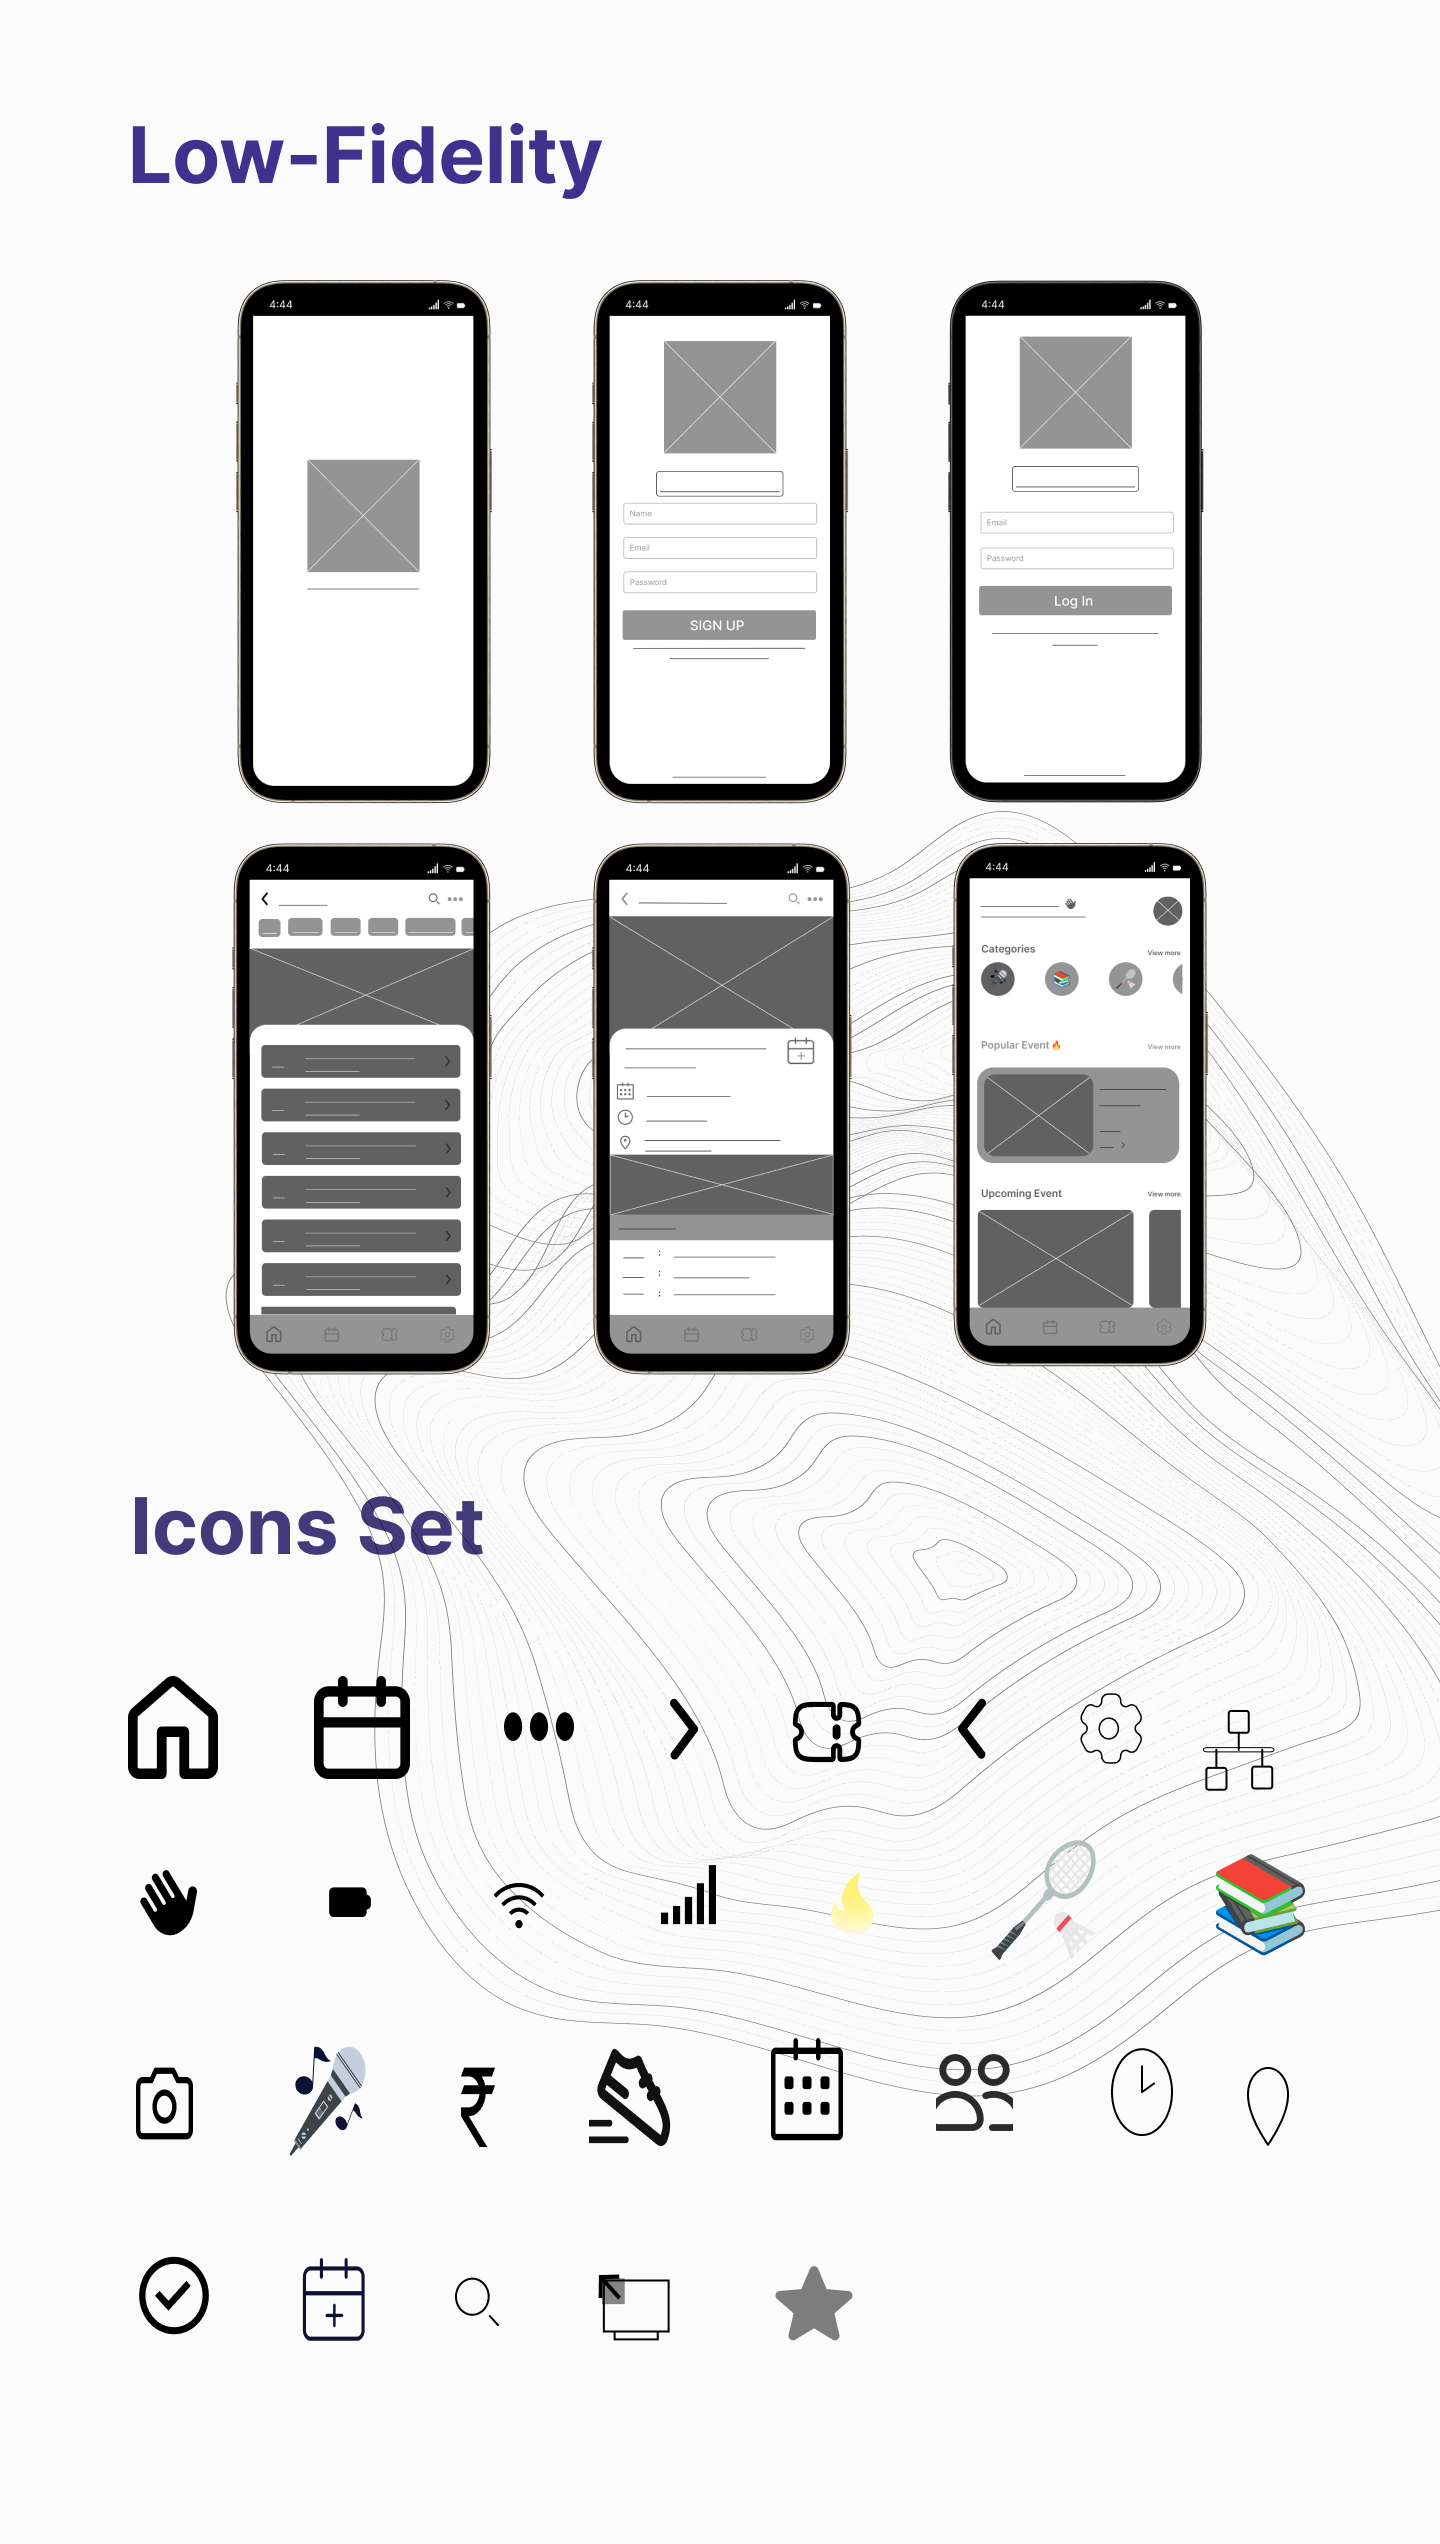 Low-Fidelity
4:44
4:44
4:44
Name
Email
Password
SIGN UP
Email
Password
Log In
4:44
4:44
4:44
Categories
View more
Popular Event🔥
View more
Upcoming Event
View more
Icons Set
₹